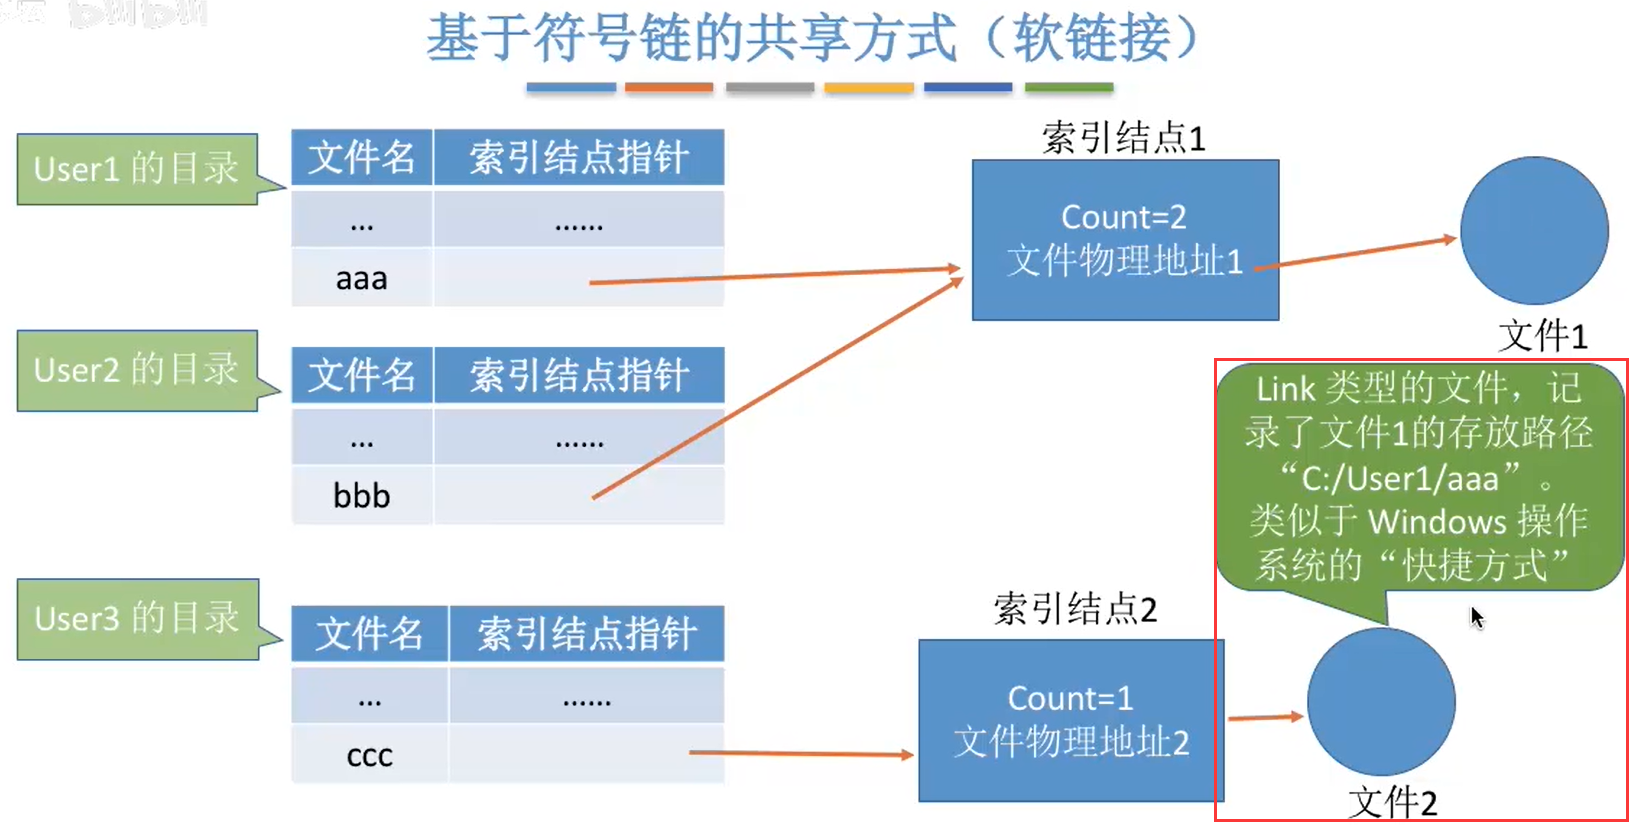 基于符号链的共享方式（软链接）
User1 的目录
文件名 索引结点指针
... ......
aaa
User2 的目录
文件名 索引结点指针
... ......
bbb
User3 的目录
文件名 索引结点指针
... ......
ccc
索引结点1
Count=2
文件物理地址1
文件1
索引结点2
Count=1
文件物理地址2
Link 类型的文件，记
录了文件1的存放路径
“C:/User1/aaa”。
类似于 Windows 操作
系统的“快捷方式”
文件2